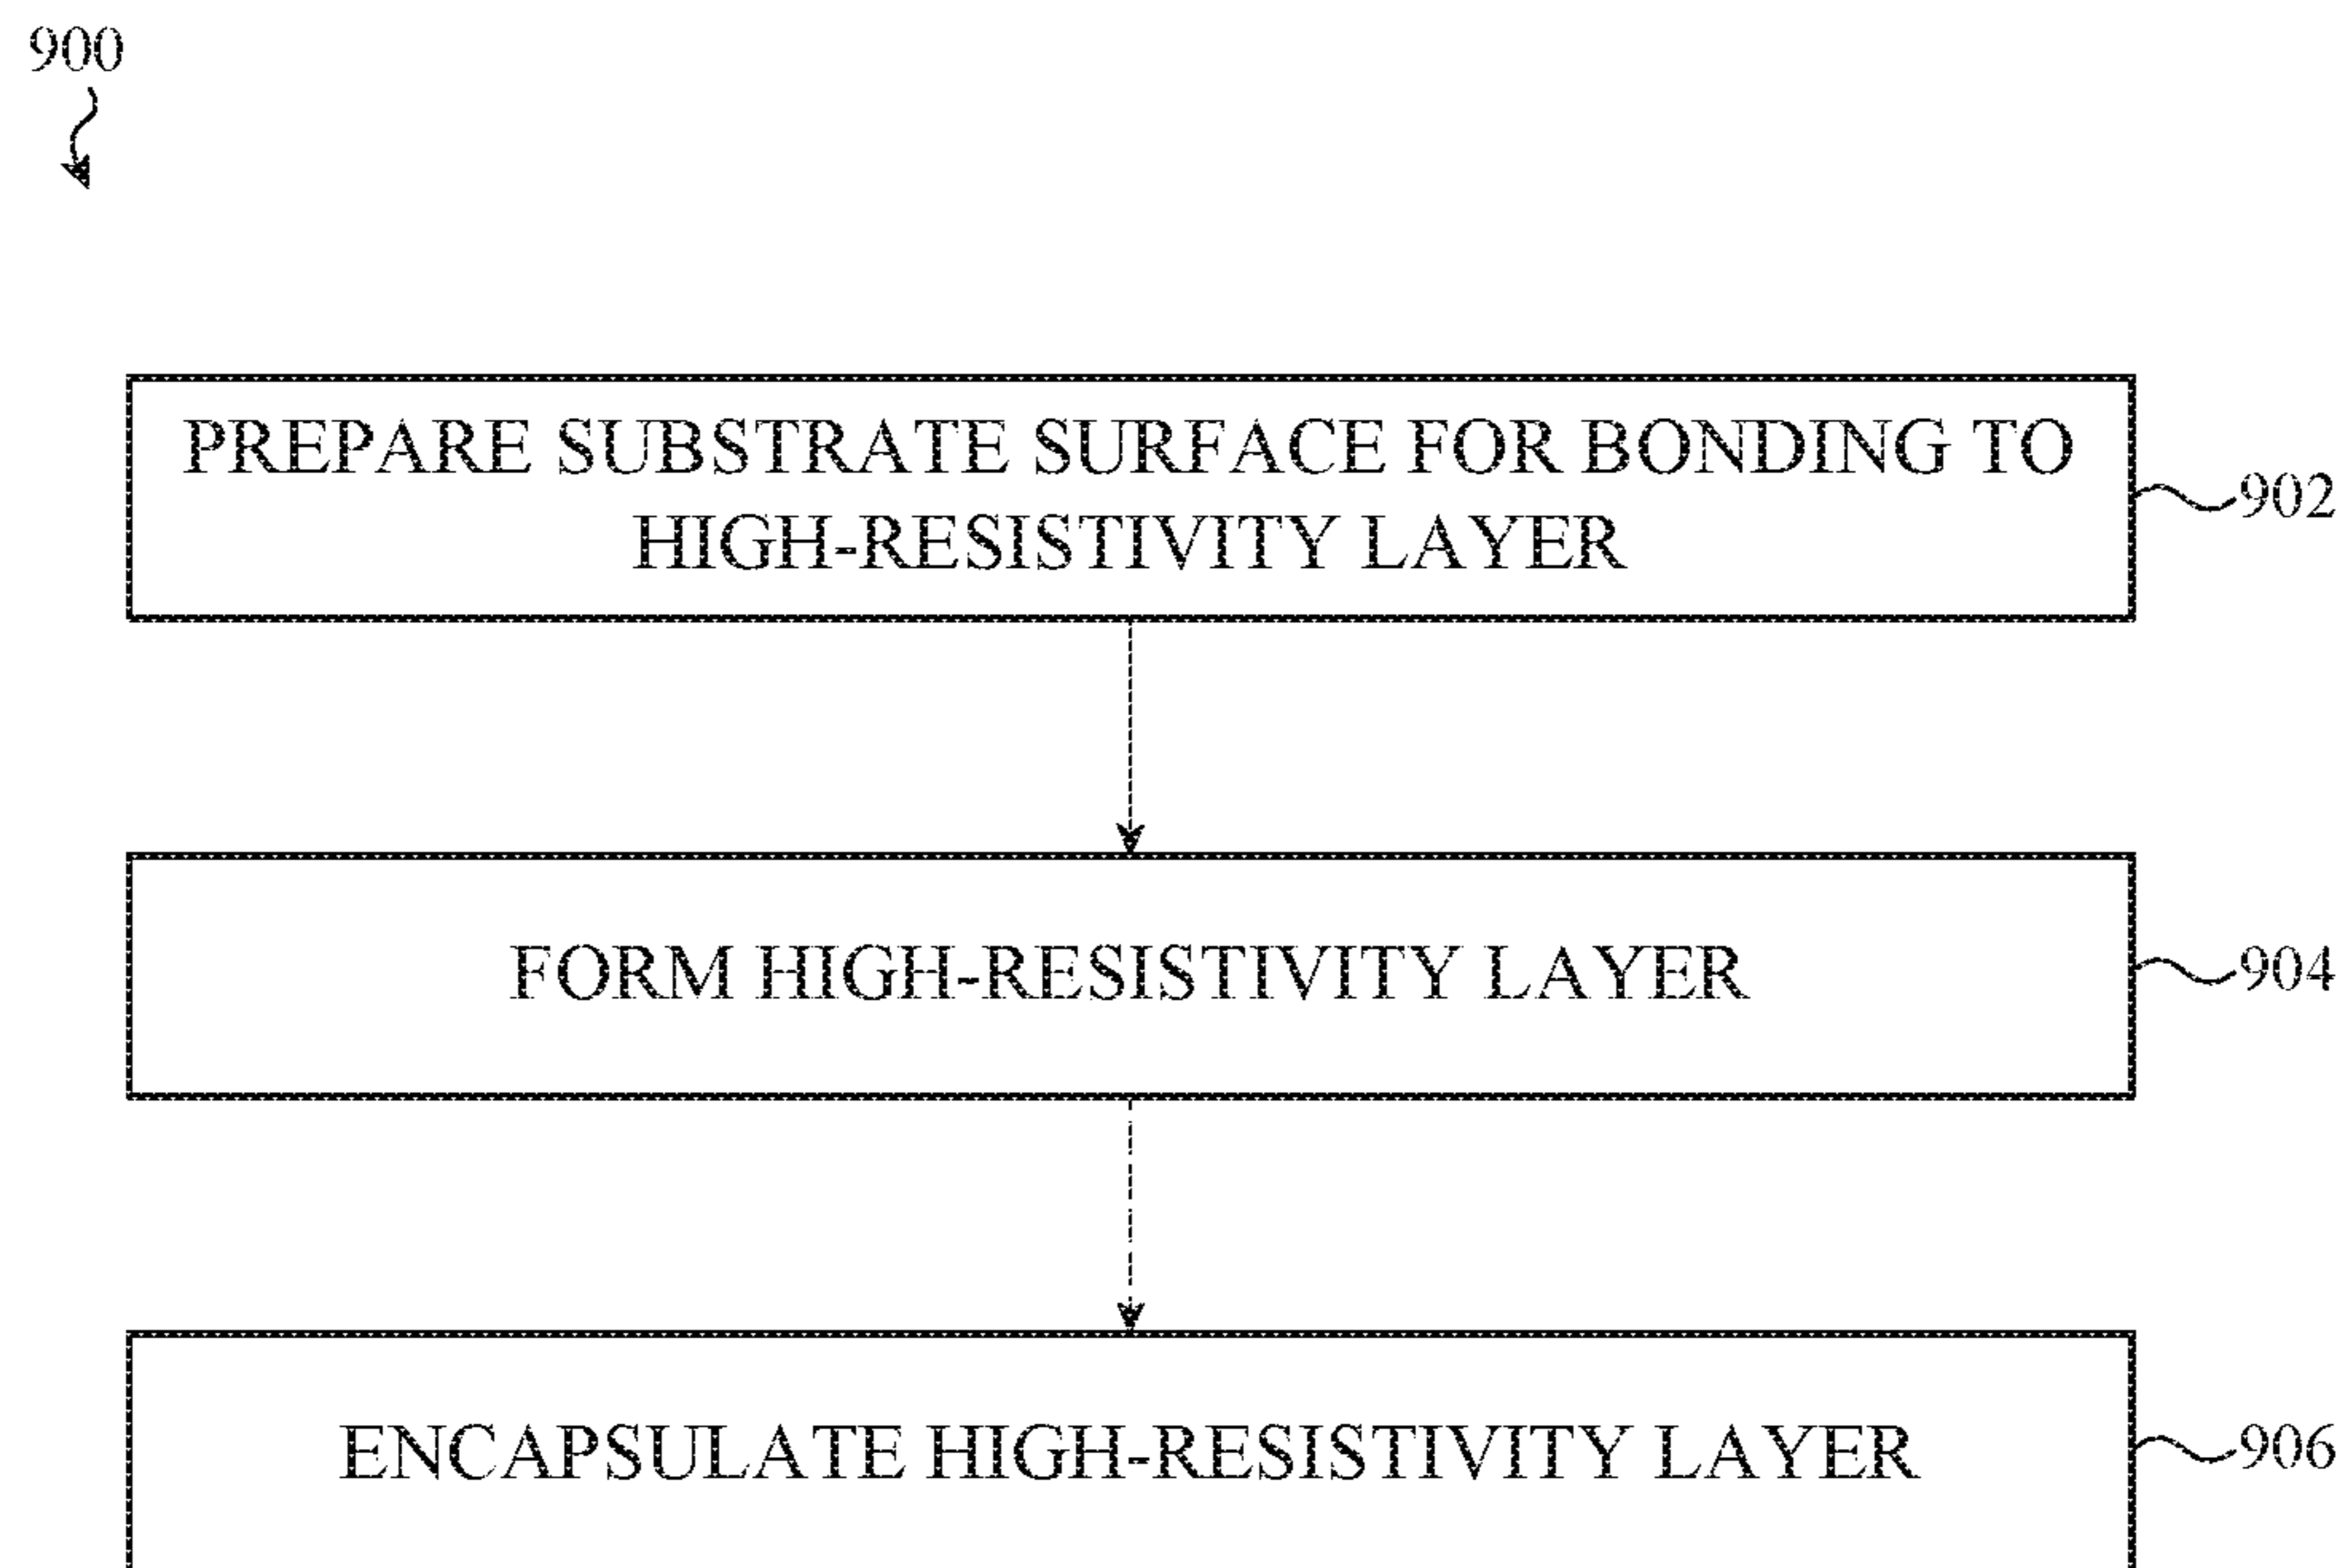 900
PREPARE SUBSTRATE SURFACE FOR BONDING TO
HIGH-RESISTIVITY LAYER
902
FORM HIGH-RESISTIVITY LAYER
904
ENCAPSULATE HIGH-RESISTIVITY LAYER
906